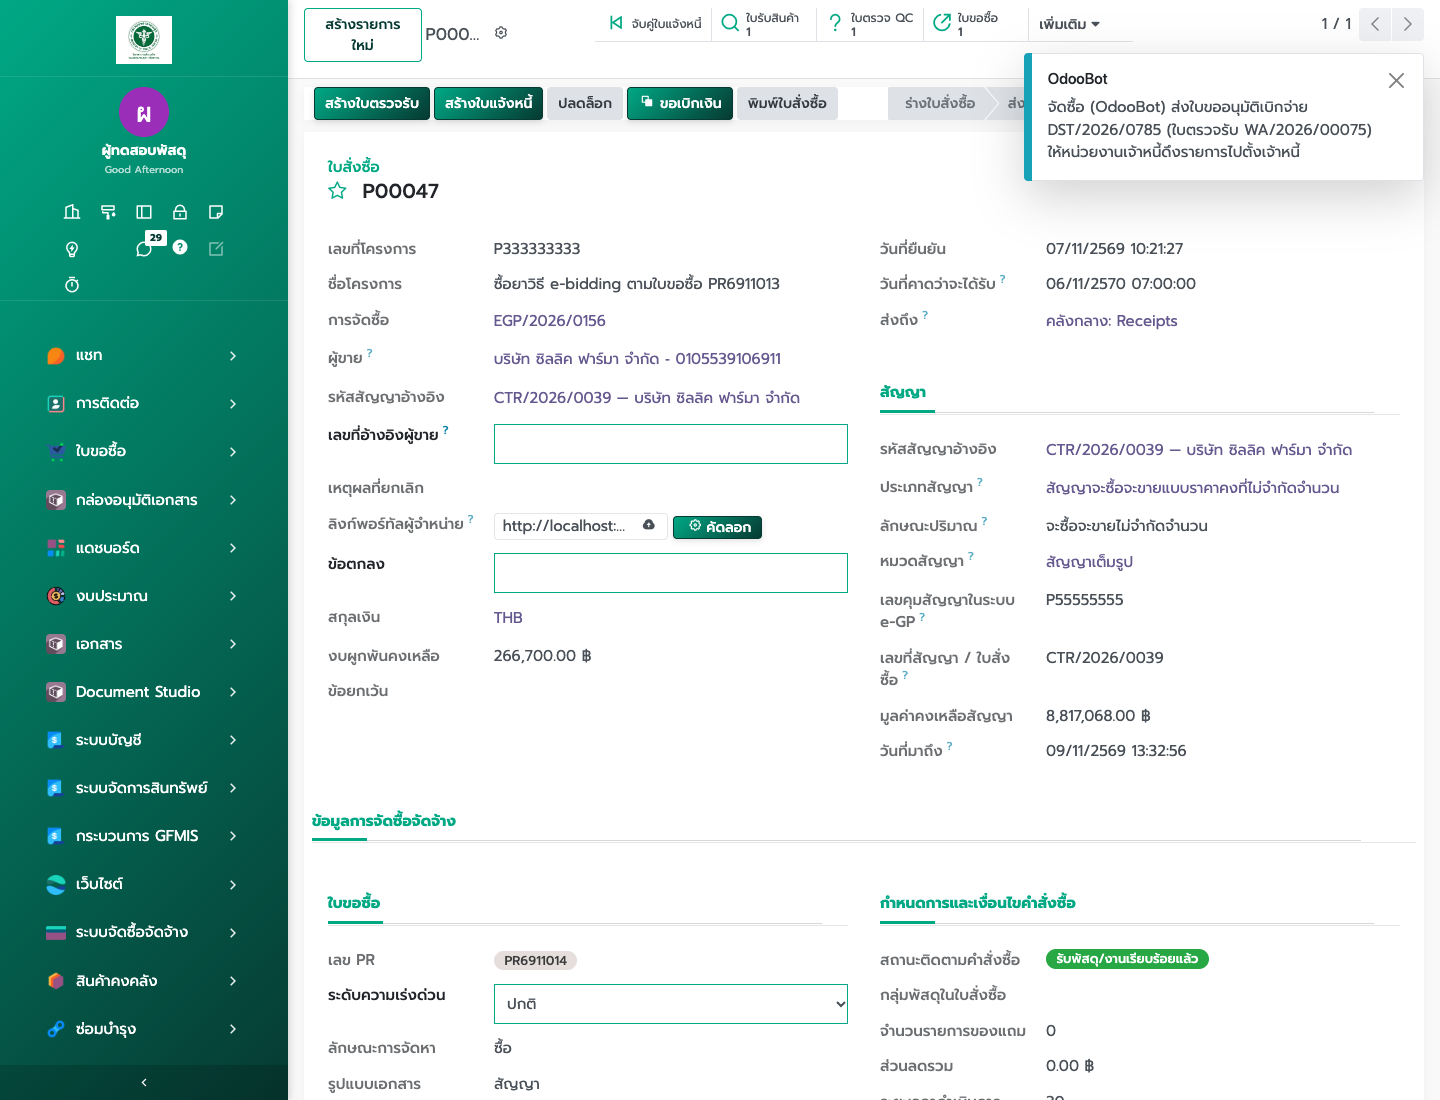 ผู้ทดสอบพัสดุ
Good Afternoon
29
แชท
การติดต่อ
ใบขอซื้อ
กล่องอนุมัติเอกสาร
แดชบอร์ด
งบประมาณ
เอกสาร
Document Studio
ระบบบัญชี
ระบบจัดการสินทรัพย์
กระบวนการ GFMIS
เว็บไซต์
ระบบจัดซื้อจัดจ้าง
สินค้าคงคลัง
ซ่อมบำรุง
สร้างรายการ
ใหม่
P000...
จับคู่ใบแจ้งหนี้
ใบรับสินค้า
1
ใบตรวจ QC
1
ใบขอซื้อ
1
เพิ่มเติม
1 / 1
สร้างใบตรวจรับ
สร้างใบแจ้งหนี้
ปลดล็อก
ขอเบิกเงิน
พิมพ์ใบสั่งซื้อ
ร่างใบสั่งซื้อ
ส่ง
OdooBot
จัดซื้อ (OdooBot) ส่งใบขออนุมัติเบิกจ่าย
DST/2026/0785 (ใบตรวจรับ WA/2026/00075)
ให้หน่วยงานเจ้าหนี้ดึงรายการไปตั้งเจ้าหนี้
ใบสั่งซื้อ
P00047
เลขที่โครงการ P333333333
ชื่อโครงการ ซื้อยาวิธี e-bidding ตามใบขอซื้อ PR6911013
การจัดซื้อ EGP/2026/0156
ผู้ขาย ? บริษัท ซิลลิค ฟาร์มา จำกัด - 0105539106911
รหัสสัญญาอ้างอิง CTR/2026/0039 — บริษัท ซิลลิค ฟาร์มา จำกัด
เลขที่อ้างอิงผู้ขาย ?
เหตุผลที่ยกเลิก
ลิงก์พอร์ทัลผู้จำหน่าย ? http://localhost:... คัดลอก
ข้อตกลง
สกุลเงิน THB
งบผูกพันคงเหลือ 266,700.00 ฿
ข้อยกเว้น
วันที่ยืนยัน 07/11/2569 10:21:27
วันที่คาดว่าจะได้รับ ? 06/11/2570 07:00:00
ส่งถึง ? คลังกลาง: Receipts
สัญญา
รหัสสัญญาอ้างอิง CTR/2026/0039 — บริษัท ซิลลิค ฟาร์มา จำกัด
ประเภทสัญญา ? สัญญาจะซื้อจะขายแบบราคาคงที่ไม่จำกัดจำนวน
ลักษณะปริมาณ ? จะซื้อจะขายไม่จำกัดจำนวน
หมวดสัญญา ? สัญญาเต็มรูป
เลขคุมสัญญาในระบบ P55555555
e-GP ?
เลขที่สัญญา / ใบสั่ง CTR/2026/0039
ซื้อ ?
มูลค่าคงเหลือสัญญา 8,817,068.00 ฿
วันที่มาถึง ? 09/11/2569 13:32:56
ข้อมูลการจัดซื้อจัดจ้าง
ใบขอซื้อ
เลข PR PR6911014
ระดับความเร่งด่วน ปกติ
ลักษณะการจัดหา ซื้อ
รูปแบบเอกสาร สัญญา
กำหนดการและเงื่อนไขคำสั่งซื้อ
สถานะติดตามคำสั่งซื้อ รับพัสดุ/งานเรียบร้อยแล้ว
กลุ่มพัสดุในใบสั่งซื้อ
จำนวนรายการของแถม 0
ส่วนลดรวม 0.00 ฿